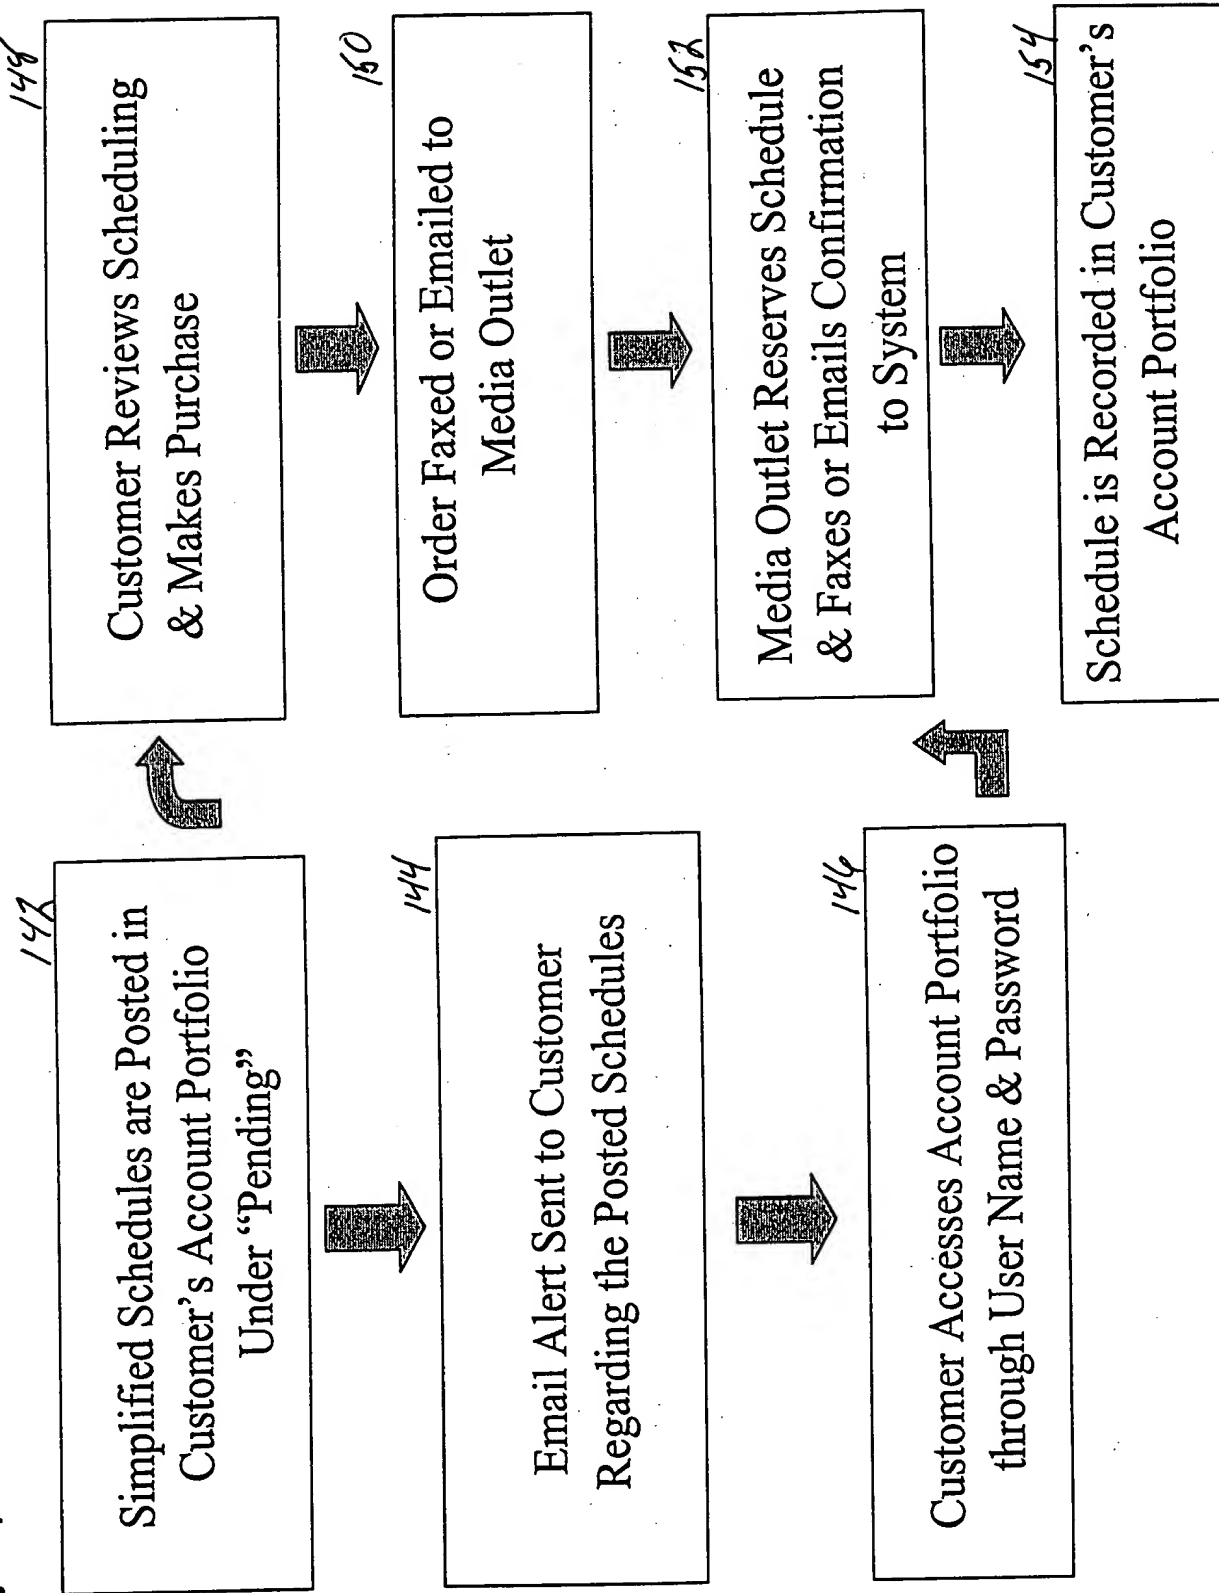 142
Simplified Schedules are Posted in
Customer's Account Portfolio
Under “Pending”
144
Email Alert Sent to Customer
Regarding the Posted Schedules
146
Customer Accesses Account Portfolio
through User Name & Password
148
Customer Reviews Scheduling
& Makes Purchase
150
Order Faxed or Emailed to
Media Outlet
152
Media Outlet Reserves Schedule
& Faxes or Emails Confirmation
to System
154
Schedule is Recorded in Customer's
Account Portfolio